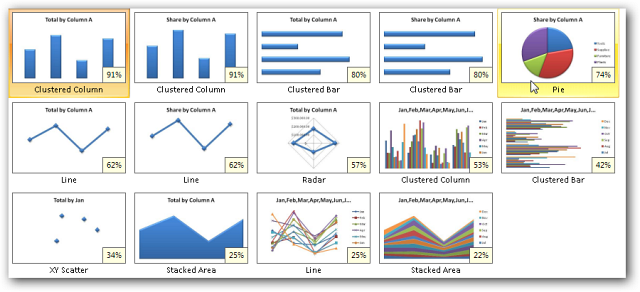 Total by Column A
91%
Clustered Column
Share by Column A
91%
Clustered Column
Total by Column A
80%
Clustered Bar
Share by Column A
80%
Clustered Bar
Share by Column A
74%
Pie
Total by Column A
62%
Line
Share by Column A
62%
Line
Total by Column A
57%
Radar
Jan,Feb,Mar,Apr,May,Jun,J...
53%
Clustered Column
Jan,Feb,Mar,Apr,May,Jun,J...
42%
Clustered Bar
Total by Jan
34%
XY Scatter
Total by Column A
25%
Stacked Area
Jan,Feb,Mar,Apr,May,Jun,J...
25%
Line
Jan,Feb,Mar,Apr,May,Jun,J...
22%
Stacked Area